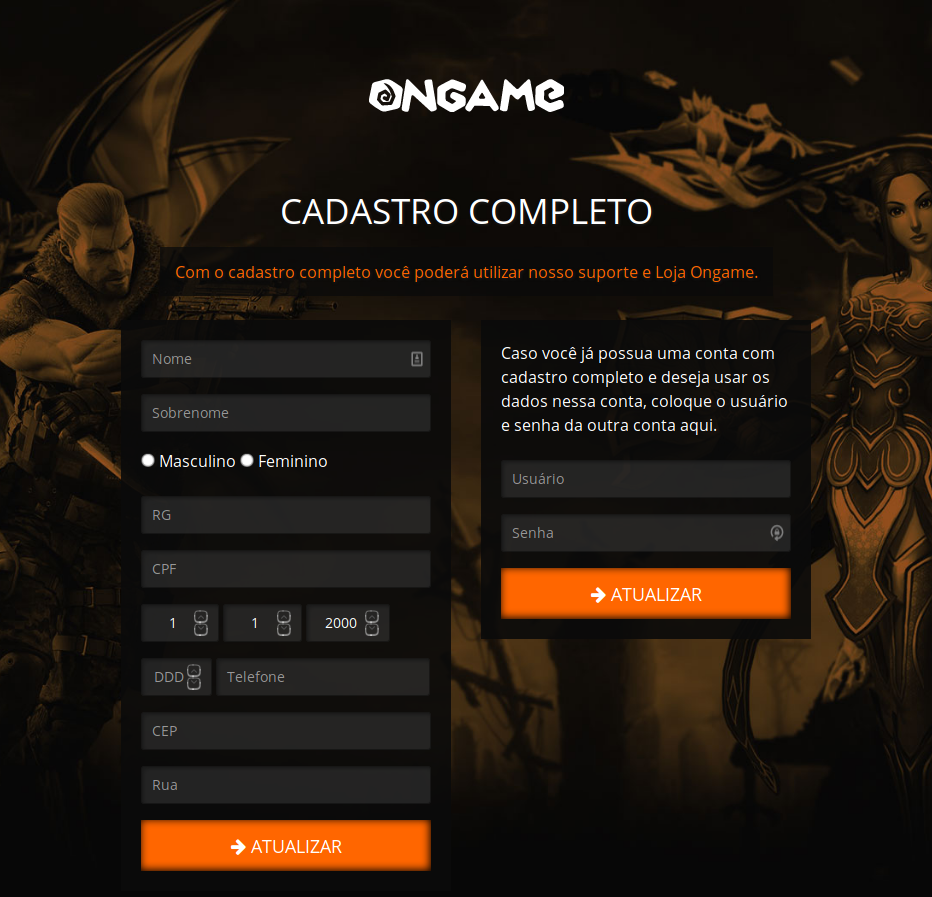 ONGAME
CADASTRO COMPLETO
Com o cadastro completo você poderá utilizar nosso suporte e Loja Ongame.
Nome
Sobrenome
Masculino Feminino
RG
CPF
1 1 2000
DDD Telefone
CEP
Rua
ATUALIZAR
Caso você já possua uma conta com
cadastro completo e deseja usar os
dados nessa conta, coloque o usuário
e senha da outra conta aqui.
Usuário
Senha
ATUALIZAR